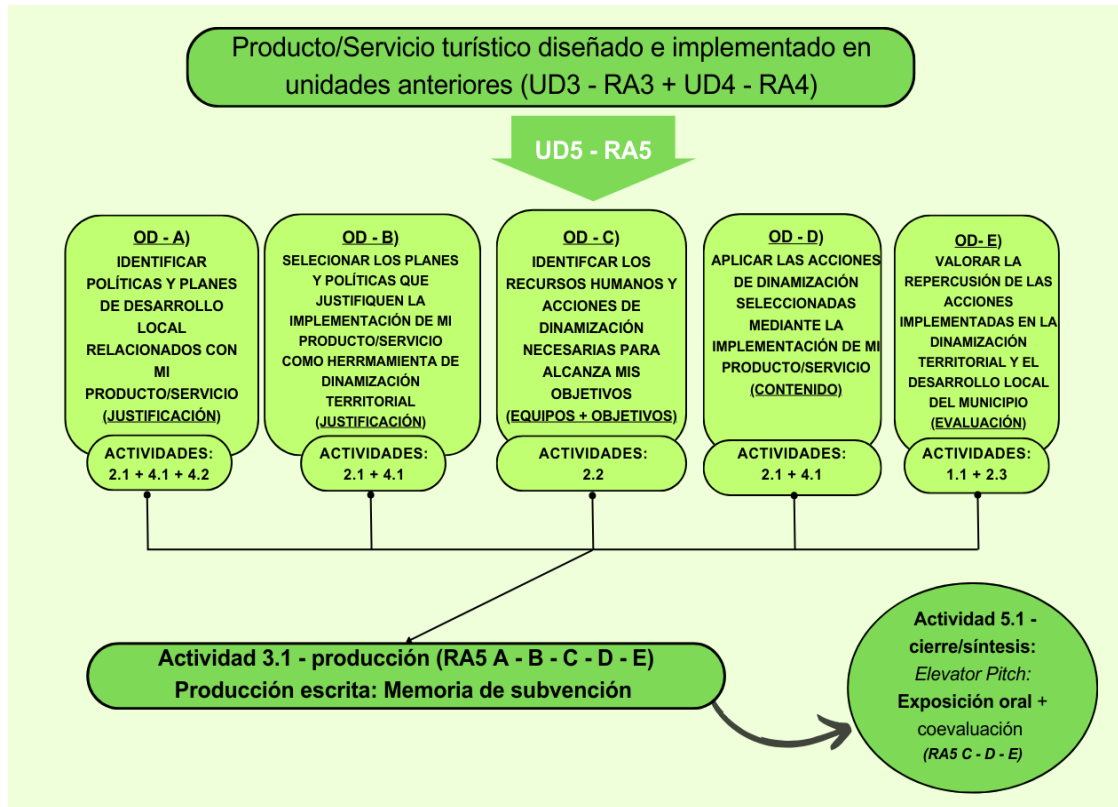 Producto/Servicio turístico diseñado e implementado en
unidades anteriores (UD3 - RA3 + UD4 - RA4)
UD5 - RA5
OD - A)
IDENTIFCAR
POLÍTICAS Y PLANES
DE DESARROLLO
LOCAL
RELACIONADOS CON
MI
PRODUCTO/SERVICIO
(JUSTIFICACIÓN)
ACTIVIDADES:
2.1 + 4.1 + 4.2
OD - B)
SELECIONAR LOS PLANES
Y POLÍTICAS QUE
JUSTIFIQUEN LA
IMPLEMENTACIÓN DE MI
PRODUCTO/SERVICIO
COMO HERRMAMIENTA DE
DINAMIZACIÓN
TERRITORIAL
(JUSTIFICACIÓN)
ACTIVIDADES:
2.1 + 4.1
OD - C)
IDENTIFCAR LOS
RECURSOS HUMANOS Y
ACCIONES DE
DINAMIZACIÓN
NECESARIAS PARA
ALCANZA MIS
OBJETIVOS
(EQUIPOS + OBJETIVOS)
ACTIVIDADES:
2.2
OD - D)
APLICAR LAS ACCIONES
DE DINAMIZACIÓN
SELECCIONADAS
MEDIANTE LA
IMPLEMENTACIÓN DE MI
PRODUCTO/SERVICIO
(CONTENIDO)
ACTIVIDADES:
2.1 + 4.1
OD- E)
VALORAR LA
REPERCUSIÓN DE LAS
ACCIONES
IMPLEMENTADAS EN LA
DINAMIZACIÓN
TERRITORIAL Y EL
DESARROLLO LOCAL
DEL MUNICIPIO
(EVALUACIÓN)
ACTIVIDADES:
1.1 + 2.3
Actividad 3.1 - producción (RA5 A - B - C - D - E)
Producción escrita: Memoria de subvención
Actividad 5.1 -
cierre/síntesis:
Elevator Pitch:
Exposición oral +
coevaluación
(RA5 C - D - E)